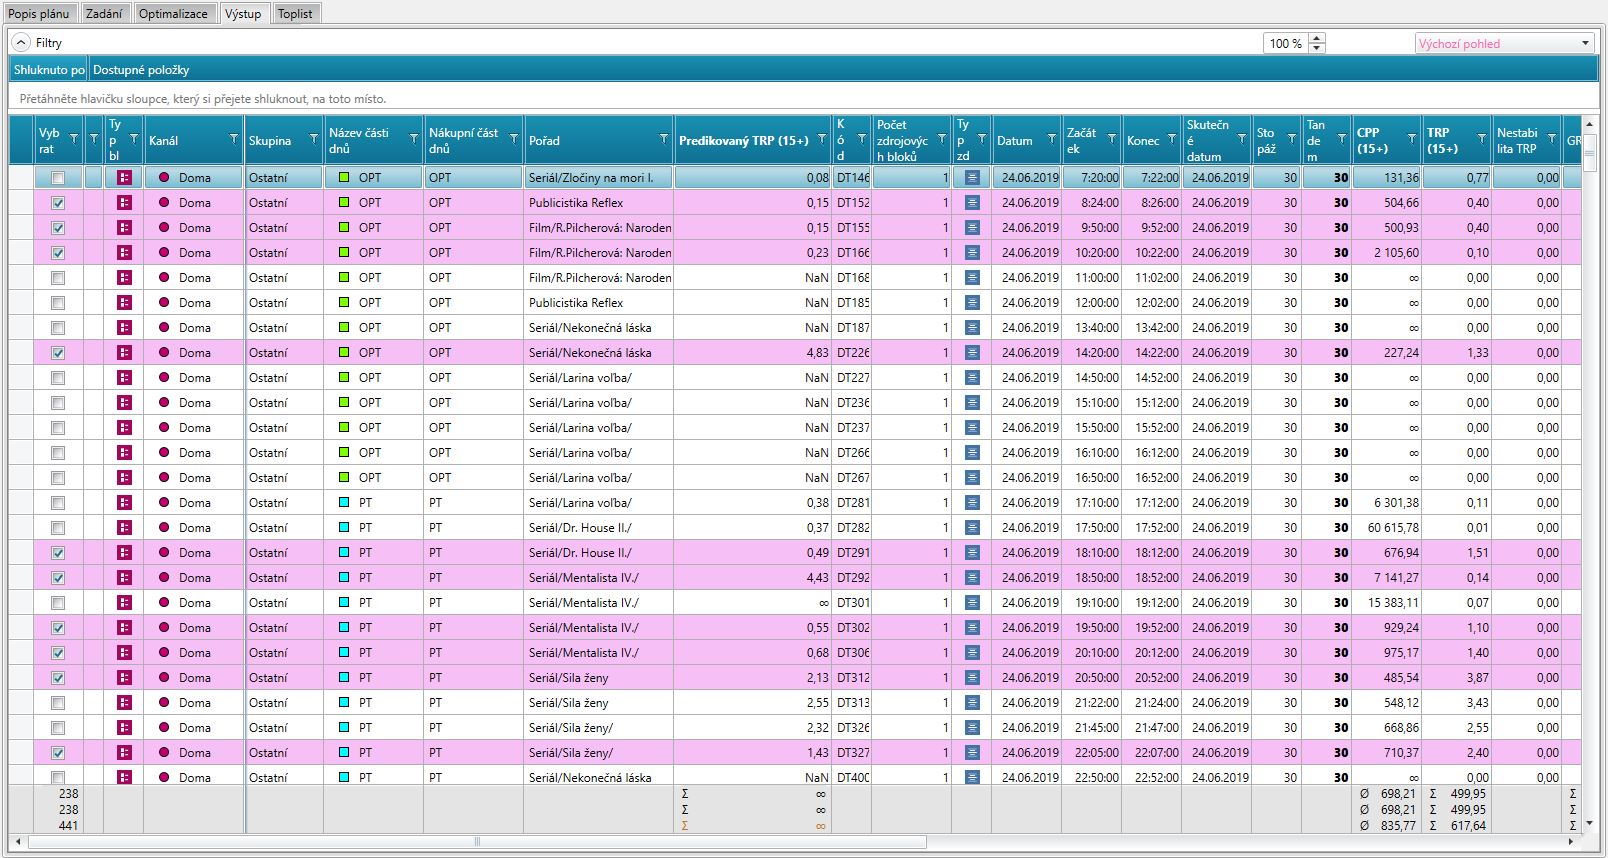 Popis plánu Zadání Optimalizace Výstup Toplist
Filtry 100 % Výchozí pohled
Shluknuto po Dostupné položky
Přetáhněte hlavičku sloupce, který si přejete shluknout, na toto místo.
Vyb rat Ty p bl Kanál Skupina Název části dnů Nákupní část dnů Pořad Predikovaný TRP (15+) K ó d Počet zdrojovýc h bloků Ty p zd Datum Začát ek Konec Skutečn é datum Sto páž Tan de m CPP (15+) TRP (15+) Nestabi lita TRP GR
Doma Ostatní OPT OPT Seriál/Zločiny na mori I. 0,08 DT146 1 24.06.2019 7:20:00 7:22:00 24.06.2019 30 30 131,36 0,77 0,00
Doma Ostatní OPT OPT Publicistika Reflex 0,15 DT152 1 24.06.2019 8:24:00 8:26:00 24.06.2019 30 30 504,66 0,40 0,00
Doma Ostatní OPT OPT Film/R.Pilcherová: Naroden 0,15 DT155 1 24.06.2019 9:50:00 9:52:00 24.06.2019 30 30 500,93 0,40 0,00
Doma Ostatní OPT OPT Film/R.Pilcherová: Naroden 0,23 DT166 1 24.06.2019 10:20:00 10:22:00 24.06.2019 30 30 2 105,60 0,10 0,00
Doma Ostatní OPT OPT Film/R.Pilcherová: Naroden NaN DT168 1 24.06.2019 11:00:00 11:02:00 24.06.2019 30 30 ∞ 0,00 0,00
Doma Ostatní OPT OPT Publicistika Reflex NaN DT185 1 24.06.2019 12:00:00 12:02:00 24.06.2019 30 30 ∞ 0,00 0,00
Doma Ostatní OPT OPT Seriál/Nekonečná láska NaN DT187 1 24.06.2019 13:40:00 13:42:00 24.06.2019 30 30 ∞ 0,00 0,00
Doma Ostatní OPT OPT Seriál/Nekonečná láska 4,83 DT226 1 24.06.2019 14:20:00 14:22:00 24.06.2019 30 30 227,24 1,33 0,00
Doma Ostatní OPT OPT Seriál/Larina voľba/ NaN DT227 1 24.06.2019 14:50:00 14:52:00 24.06.2019 30 30 ∞ 0,00 0,00
Doma Ostatní OPT OPT Seriál/Larina voľba/ NaN DT236 1 24.06.2019 15:10:00 15:12:00 24.06.2019 30 30 ∞ 0,00 0,00
Doma Ostatní OPT OPT Seriál/Larina voľba/ NaN DT237 1 24.06.2019 15:50:00 15:52:00 24.06.2019 30 30 ∞ 0,00 0,00
Doma Ostatní OPT OPT Seriál/Larina voľba/ NaN DT266 1 24.06.2019 16:10:00 16:12:00 24.06.2019 30 30 ∞ 0,00 0,00
Doma Ostatní OPT OPT Seriál/Larina voľba/ NaN DT267 1 24.06.2019 16:50:00 16:52:00 24.06.2019 30 30 ∞ 0,00 0,00
Doma Ostatní PT PT Seriál/Larina voľba/ 0,38 DT281 1 24.06.2019 17:10:00 17:12:00 24.06.2019 30 30 6 301,38 0,11 0,00
Doma Ostatní PT PT Seriál/Dr. House II./ 0,37 DT282 1 24.06.2019 17:50:00 17:52:00 24.06.2019 30 30 60 615,78 0,01 0,00
Doma Ostatní PT PT Seriál/Dr. House II./ 0,49 DT291 1 24.06.2019 18:10:00 18:12:00 24.06.2019 30 30 676,94 1,51 0,00
Doma Ostatní PT PT Seriál/Mentalista IV./ 4,43 DT292 1 24.06.2019 18:50:00 18:52:00 24.06.2019 30 30 7 141,27 0,14 0,00
Doma Ostatní PT PT Seriál/Mentalista IV./ ∞ DT301 1 24.06.2019 19:10:00 19:12:00 24.06.2019 30 30 15 383,11 0,07 0,00
Doma Ostatní PT PT Seriál/Mentalista IV./ 0,55 DT302 1 24.06.2019 19:50:00 19:52:00 24.06.2019 30 30 929,24 1,10 0,00
Doma Ostatní PT PT Seriál/Mentalista IV./ 0,68 DT306 1 24.06.2019 20:10:00 20:12:00 24.06.2019 30 30 975,17 1,40 0,00
Doma Ostatní PT PT Seriál/Sila ženy 2,13 DT312 1 24.06.2019 20:50:00 20:52:00 24.06.2019 30 30 485,54 3,87 0,00
Doma Ostatní PT PT Seriál/Sila ženy 2,55 DT313 1 24.06.2019 21:22:00 21:24:00 24.06.2019 30 30 548,12 3,43 0,00
Doma Ostatní PT PT Seriál/Sila ženy/ 2,32 DT326 1 24.06.2019 21:45:00 21:47:00 24.06.2019 30 30 668,86 2,55 0,00
Doma Ostatní PT PT Seriál/Sila ženy/ 1,43 DT327 1 24.06.2019 22:05:00 22:07:00 24.06.2019 30 30 710,37 2,40 0,00
Doma Ostatní PT PT Seriál/Nekonečná láska NaN DT400 1 24.06.2019 22:50:00 22:52:00 24.06.2019 30 30 ∞ 0,00 0,00
238 Σ ∞ Ø 698,21 Σ 499,95 Σ
238 Σ ∞ Ø 698,21 Σ 499,95 Σ
441 Σ ∞ Ø 835,77 Σ 617,64 Σ